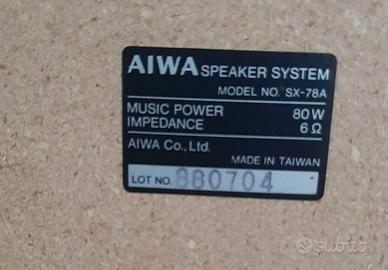 AIWA SPEAKER SYSTEM
MODEL NO. SX-78A
MUSIC POWER 80W
IMPEDANCE 6Ω
AIWA Co., Ltd.
MADE IN TAIWAN
LOT NO. 980704
subito